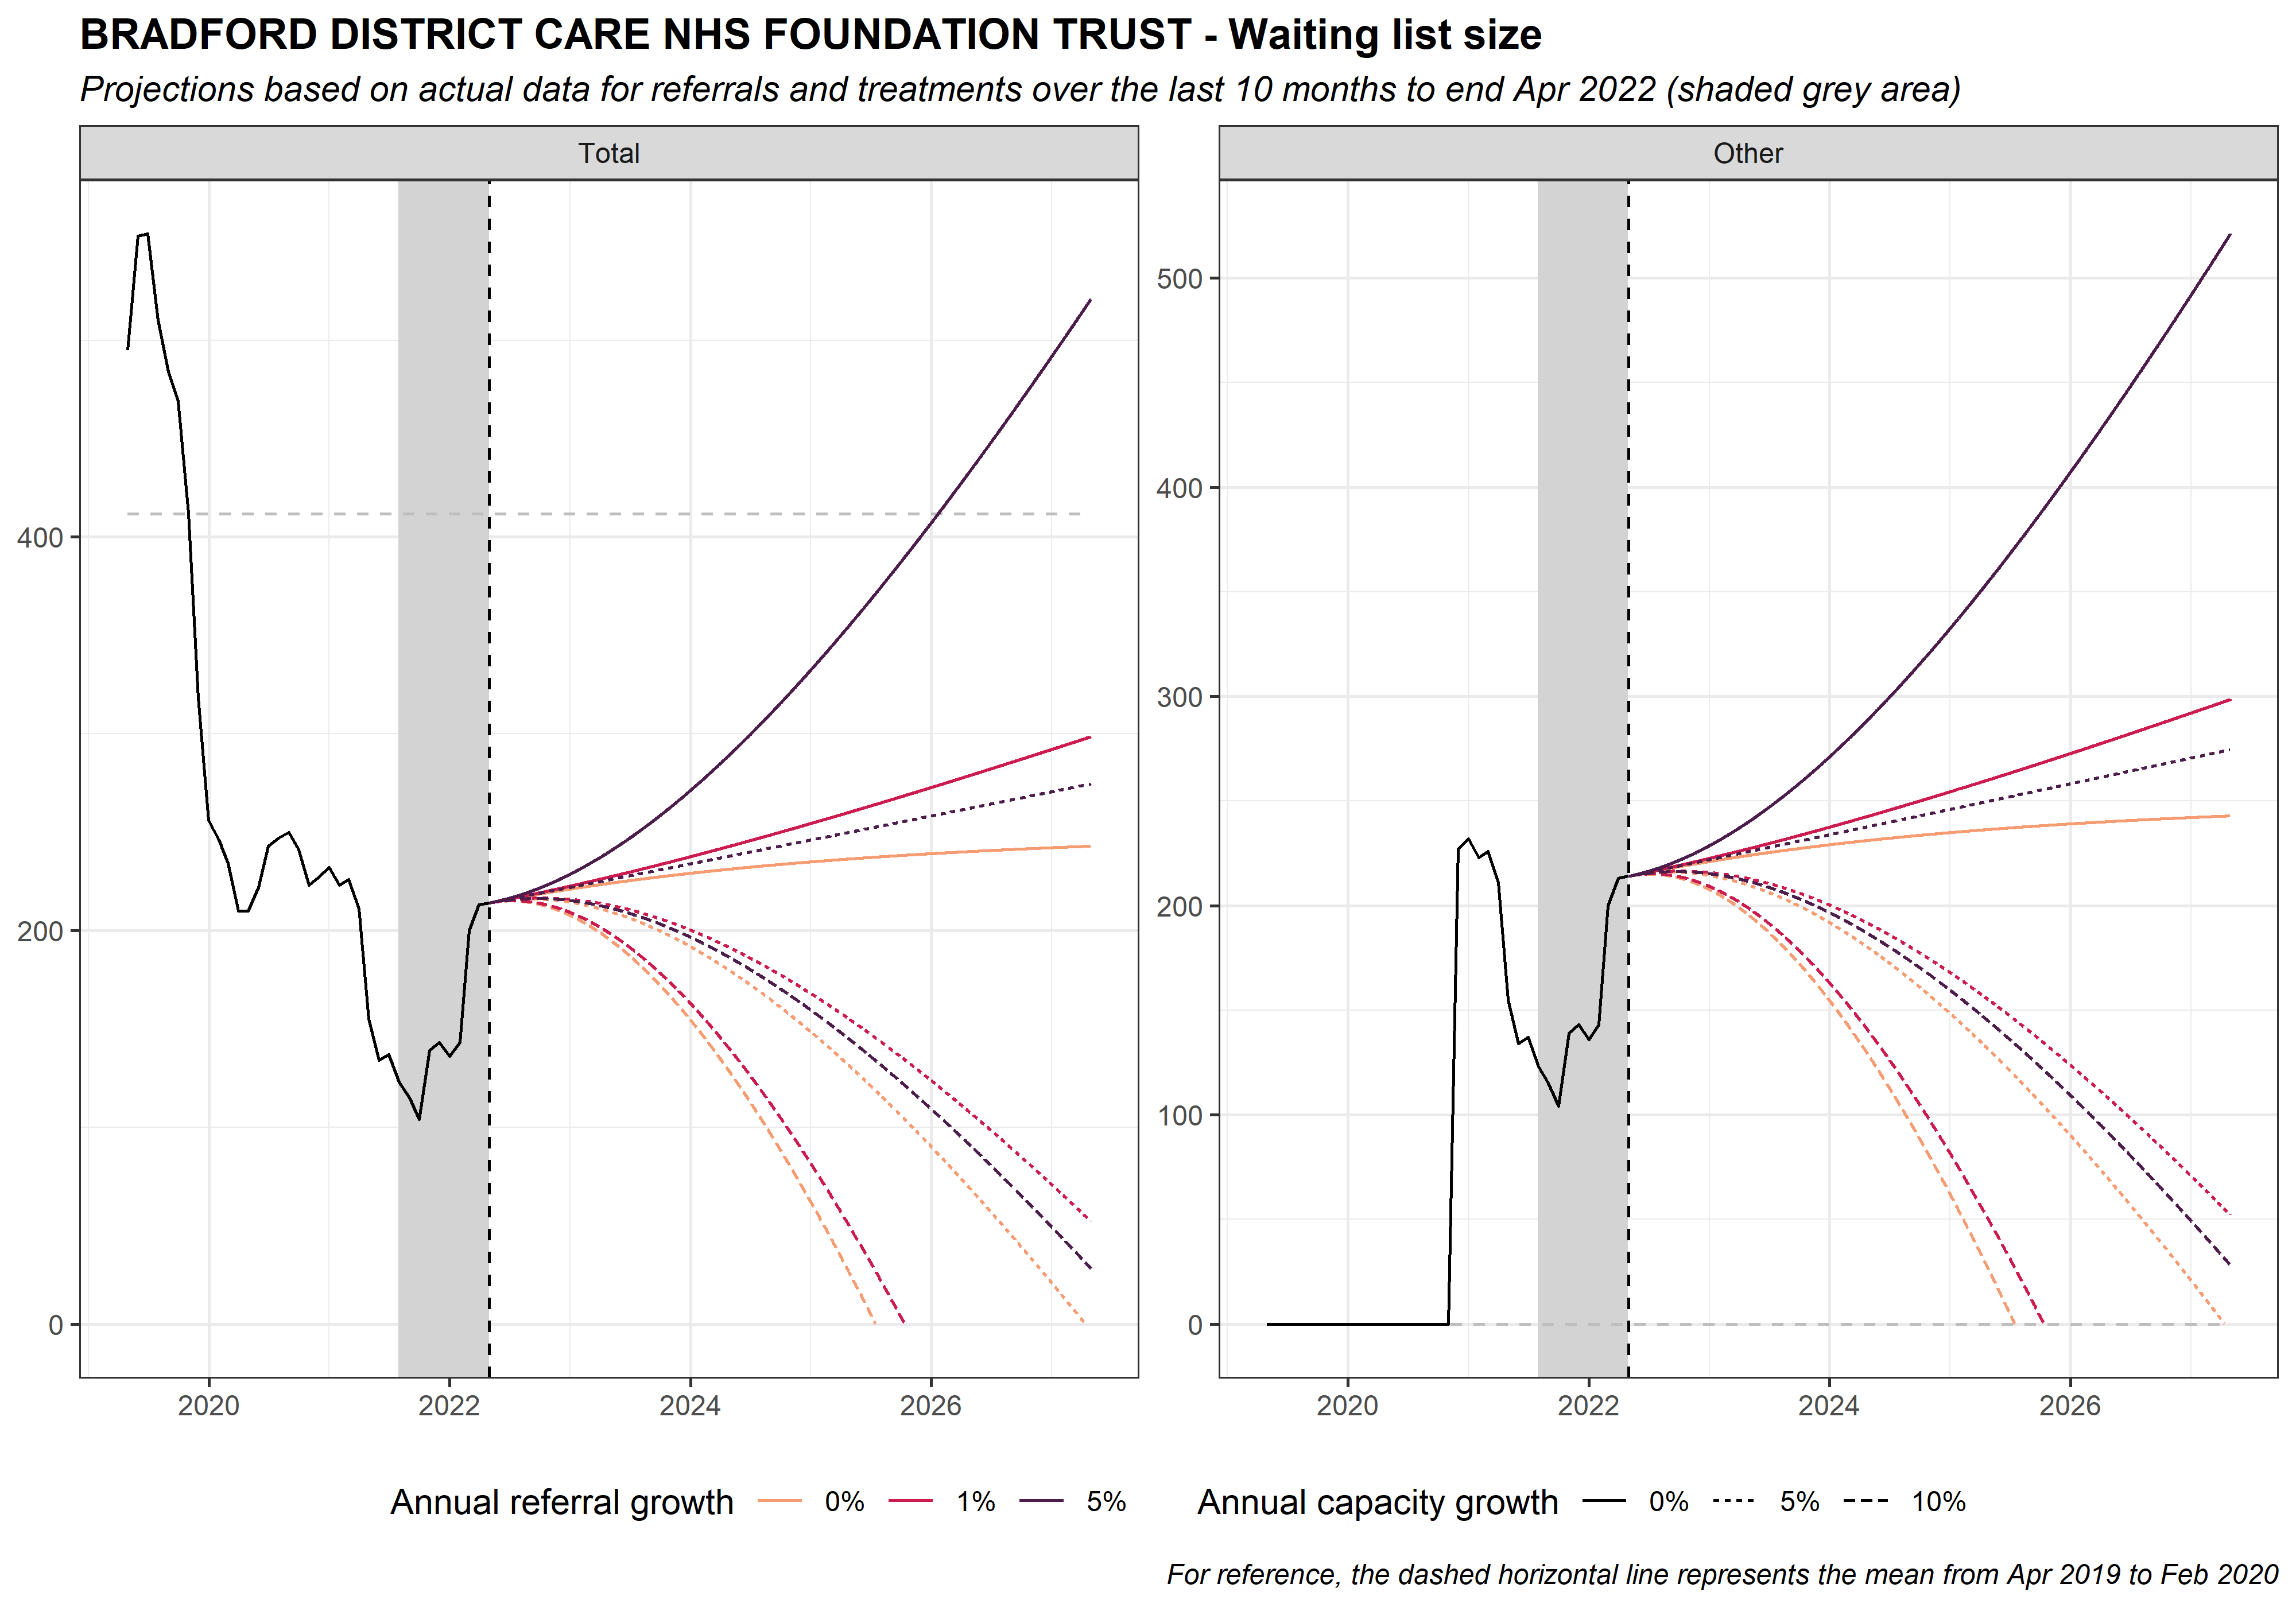 BRADFORD DISTRICT CARE NHS FOUNDATION TRUST - Waiting list size
Projections based on actual data for referrals and treatments over the last 10 months to end Apr 2022 (shaded grey area)
Total
Other
400
200
0
500
400
300
200
100
0
2020 2022 2024 2026
2020 2022 2024 2026
Annual referral growth 0% 1% 5%
Annual capacity growth 0% 5% 10%
For reference, the dashed horizontal line represents the mean from Apr 2019 to Feb 2020